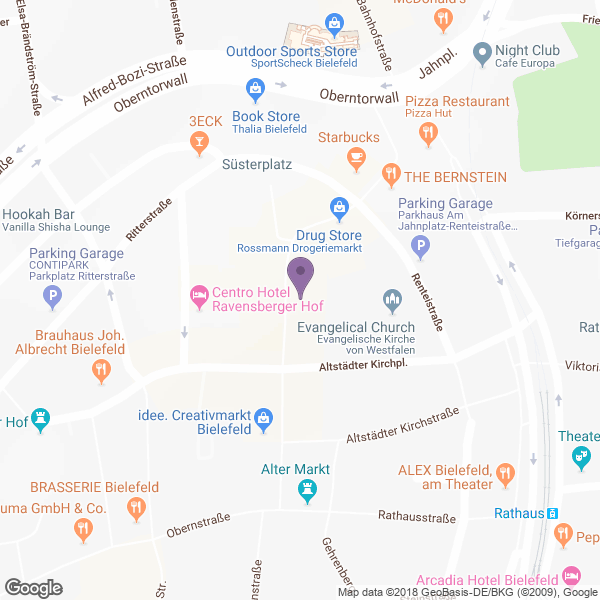 McDonald's
Bahnhofstraße
Outdoor Sports Store
SportScheck Bielefeld
Jahnpl.
Night Club
Cafe Europa
Elsa-Brändström-Straße
Alfred-Bozi-Straße
Oberntorwall
Oberntorwall
Book Store
Thalia Bielefeld
Pizza Restaurant
Pizza Hut
3ECK
Starbucks
Süsterplatz
THE BERNSTEIN
Hookah Bar
Vanilla Shisha Lounge
Ritterstraße
Drug Store
Rossmann Drogeriemarkt
Parking Garage
Parkhaus Am
Jahnplatz-Renteistraße...
Parking Garage
CONTIPARK
Parkplatz Ritterstraße
Renteistraße
Centro Hotel
Ravensberger Hof
Evangelical Church
Evangelische Kirche
von Westfalen
Brauhaus Joh.
Albrecht Bielefeld
Altstädter Kirchpl.
idee. Creativmarkt
Bielefeld
Altstädter Kirchstraße
Alter Markt
ALEX Bielefeld,
am Theater
BRASSERIE Bielefeld
Obernstraße
Rathausstraße
Rathaus
Arcadia Hotel Bielefeld
Google
Google
Map data ©2018 GeoBasis-DE/BKG (©2009), Google